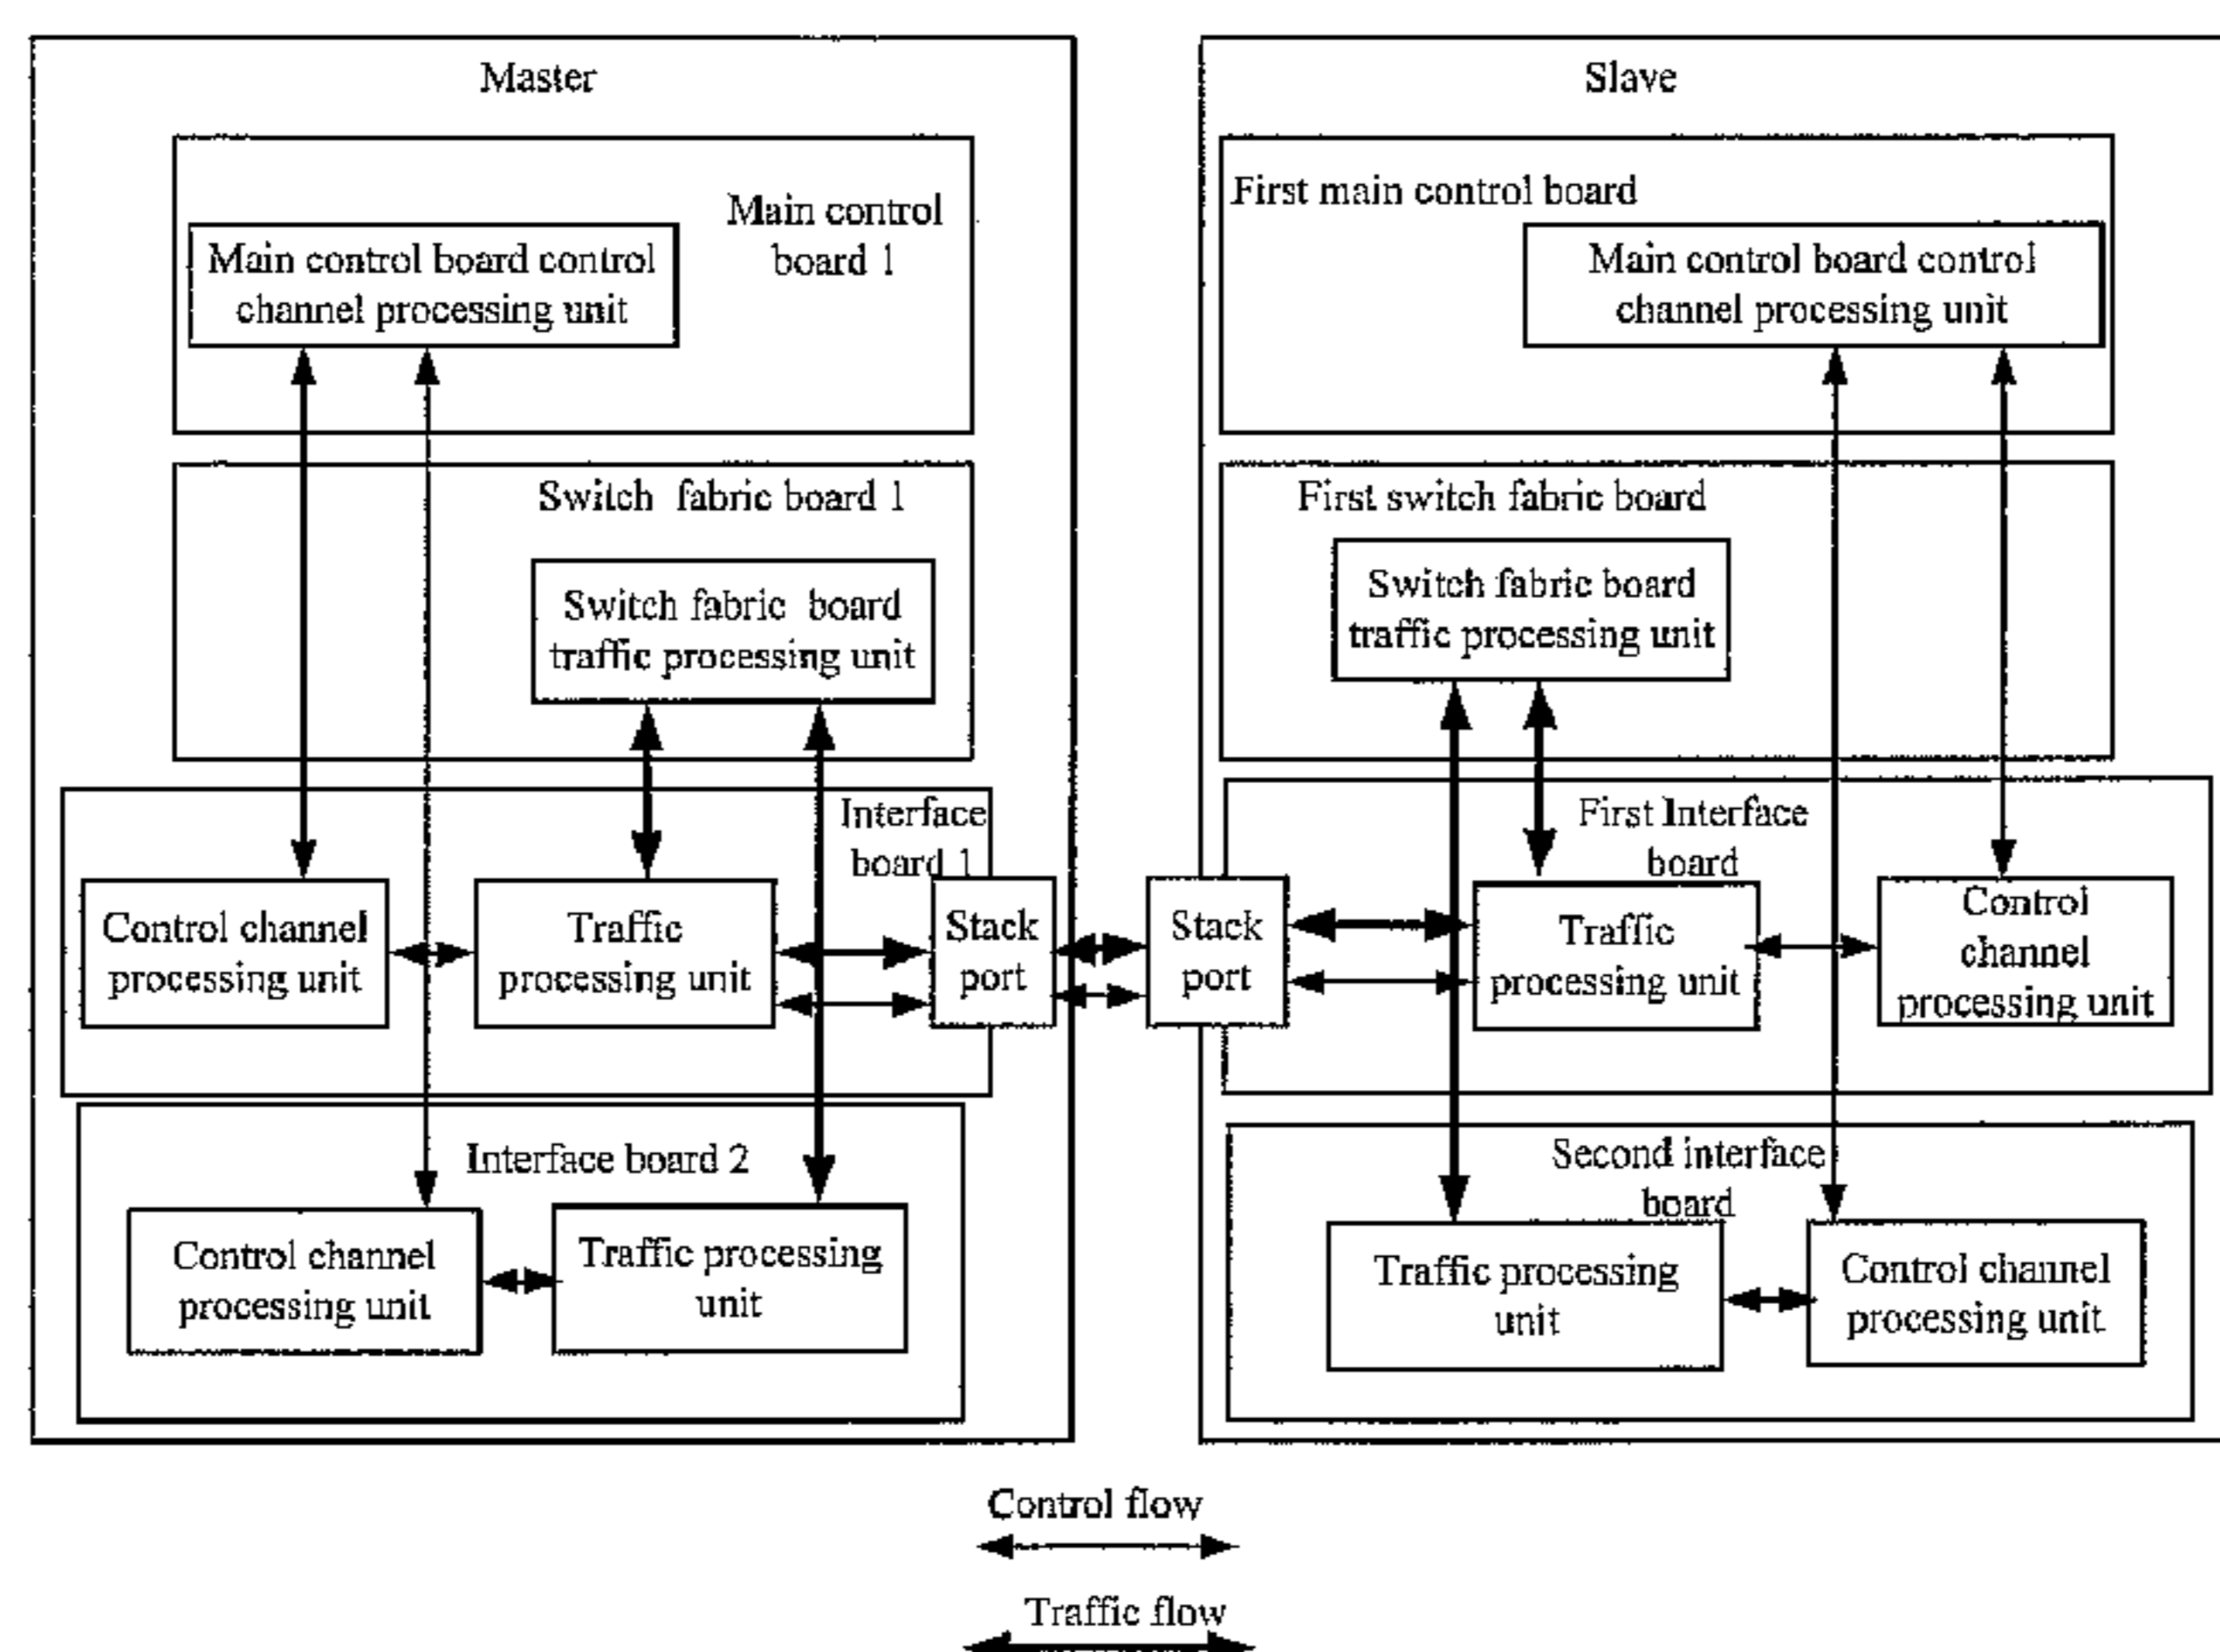 Master
Main control
board 1
Main control board control
channel processing unit
Switch fabric board 1
Switch fabric board
traffic processing unit
Interface
board 1
Control channel
processing unit
Traffic
processing unit
Stack
port
Interface board 2
Control channel
processing unit
Traffic processing
unit
Slave
First main control board
Main control board control
channel processing unit
First switch fabric board
Switch fabric board
traffic processing unit
First Interface
board
Stack
port
Traffic
processing unit
Control
channel
processing unit
Second interface
board
Traffic processing
unit
Control channel
processing unit
Control flow
Traffic flow